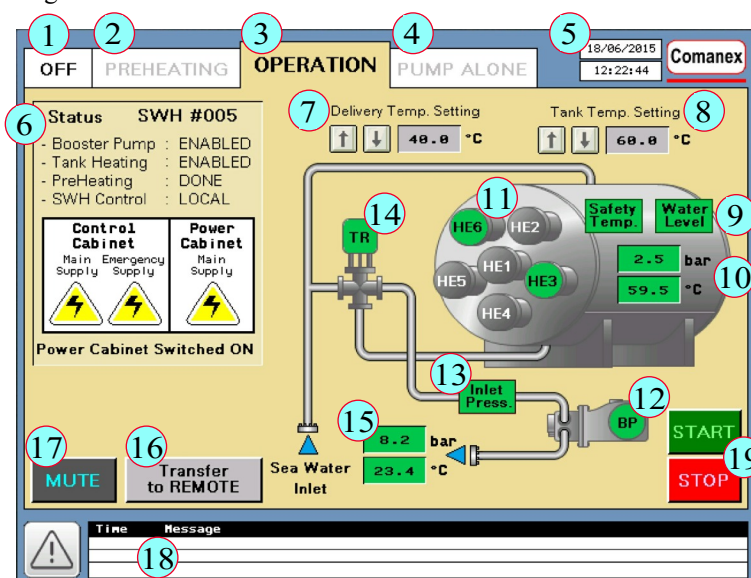 1
2
3
4
5
18/06/2015
12:22:44
Comanex
OFF
PREHEATING
OPERATION
PUMP ALONE
6
Status SWH #005
- Booster Pump : ENABLED
- Tank Heating : ENABLED
- PreHeating : DONE
- SWH Control : LOCAL
Control Cabinet
Main Supply
Emergency Supply
Power Cabinet
Main Supply
Power Cabinet Switched ON
7
Delivery Temp. Setting
40.0 °C
Tank Temp. Setting
8
60.0 °C
14
TR
11
HE6
HE2
HE1
HE5
HE3
HE4
Safety Temp.
Water Level
9
2.5 bar
59.5 °C
10
13
Inlet Press.
12
BP
15
8.2 bar
23.4 °C
Sea Water Inlet
17
MUTE
16
Transfer to REMOTE
START
19
STOP
Time Message
18